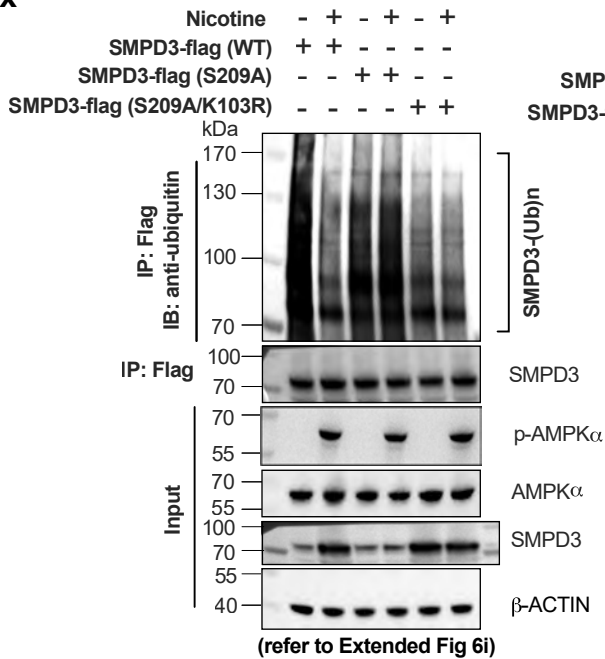 x
Nicotine - + - + - +
SMPD3-flag (WT) + + - - - -
SMPD3-flag (S209A) - - + + - -
SMP
SMPD3-flag (S209A/K103R) - - - - + +
SMPD3-
kDa
170
130
100
70
IP: Flag
IB: anti-ubiquitin
SMPD3-(Ub)n
IP: Flag
100
70
SMPD3
Input
70
55
p-AMPKα
70
55
AMPKα
100
70
SMPD3
55
40
β-ACTIN
(refer to Extended Fig 6i)